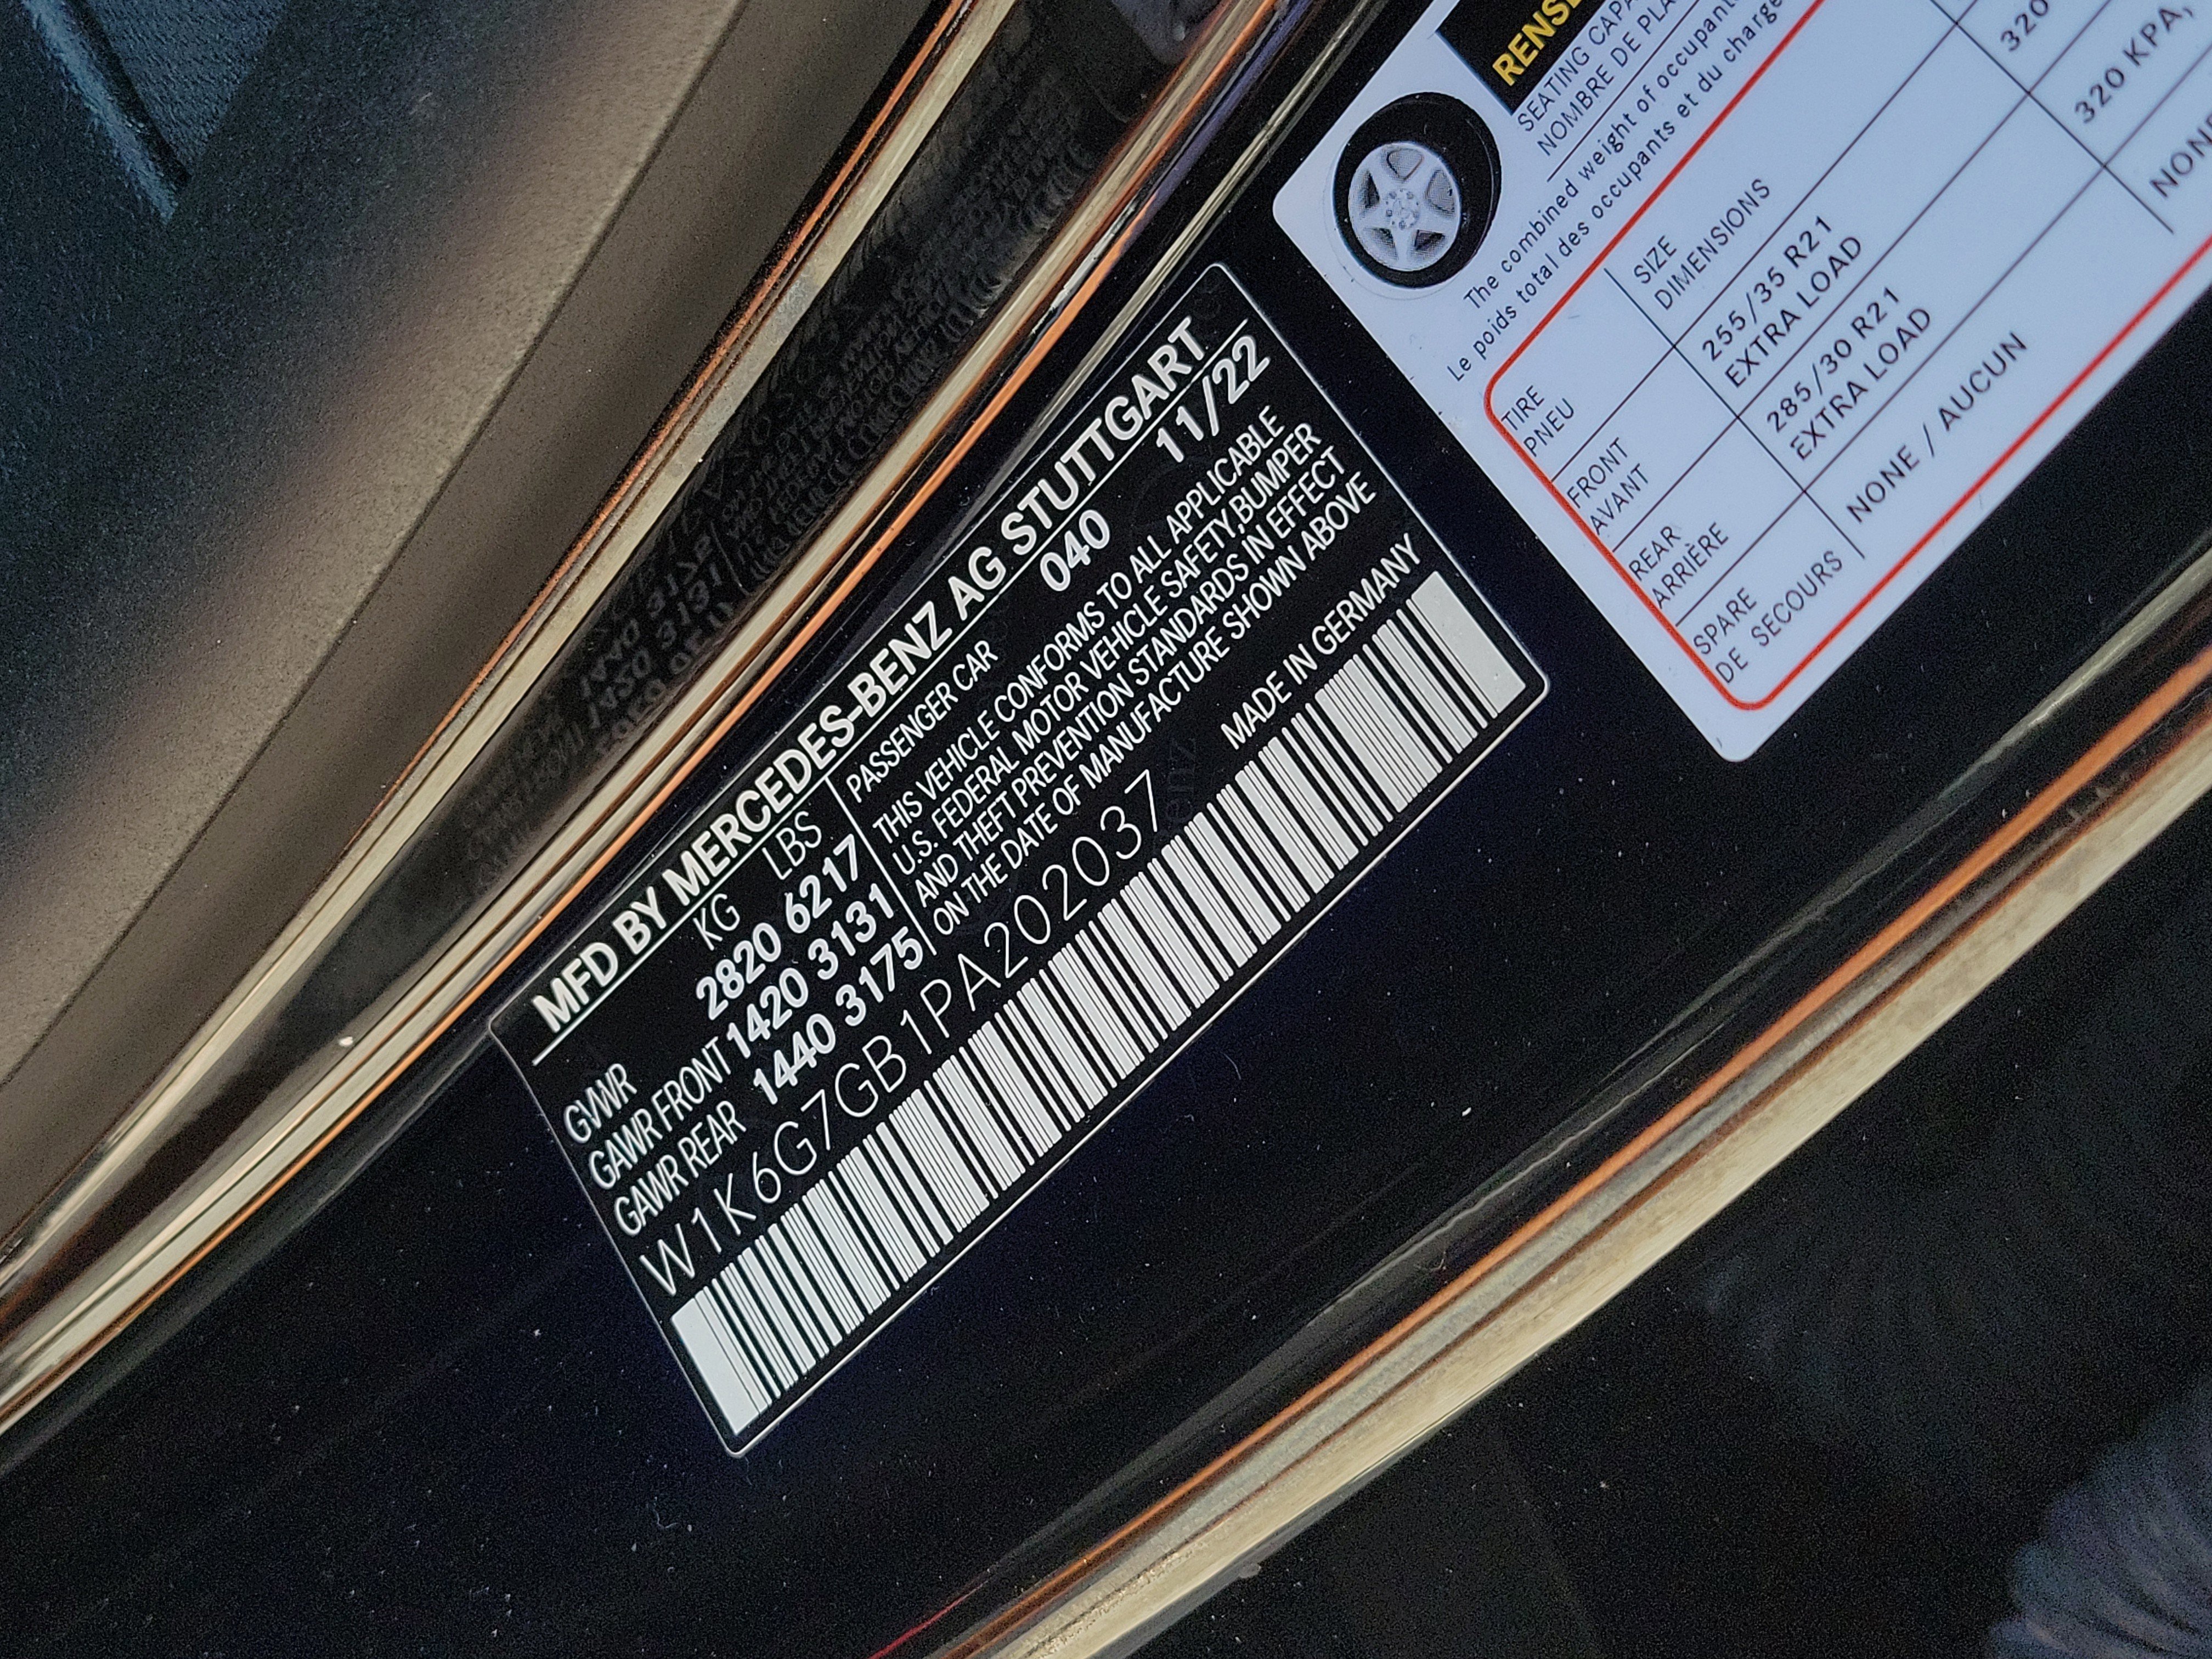 MFD BY MERCEDES-BENZ AG STUTTGART
KG LBS
GVWR 2820 6217
GAWR FRONT 1420 3131
GAWR REAR 1440 3175
PASSENGER CAR 040 11/22
THIS VEHICLE CONFORMS TO ALL APPLICABLE
U.S. FEDERAL MOTOR VEHICLE SAFETY,BUMPER
AND THEFT PREVENTION STANDARDS IN EFFECT
ON THE DATE OF MANUFACTURE SHOWN ABOVE
MADE IN GERMANY
W1K6G7GB1PA202037
SEATING
NOMBRE DE
The combined weight of occupants
Le poids total des occupants et du charge
TIRE
PNEU
SIZE
DIMENSIONS
FRONT
AVANT
255/35 R21
EXTRA LOAD
320
REAR
ARRIÈRE
285/30 R21
EXTRA LOAD
320 KPA,
SPARE
DE SECOURS
NONE / AUCUN